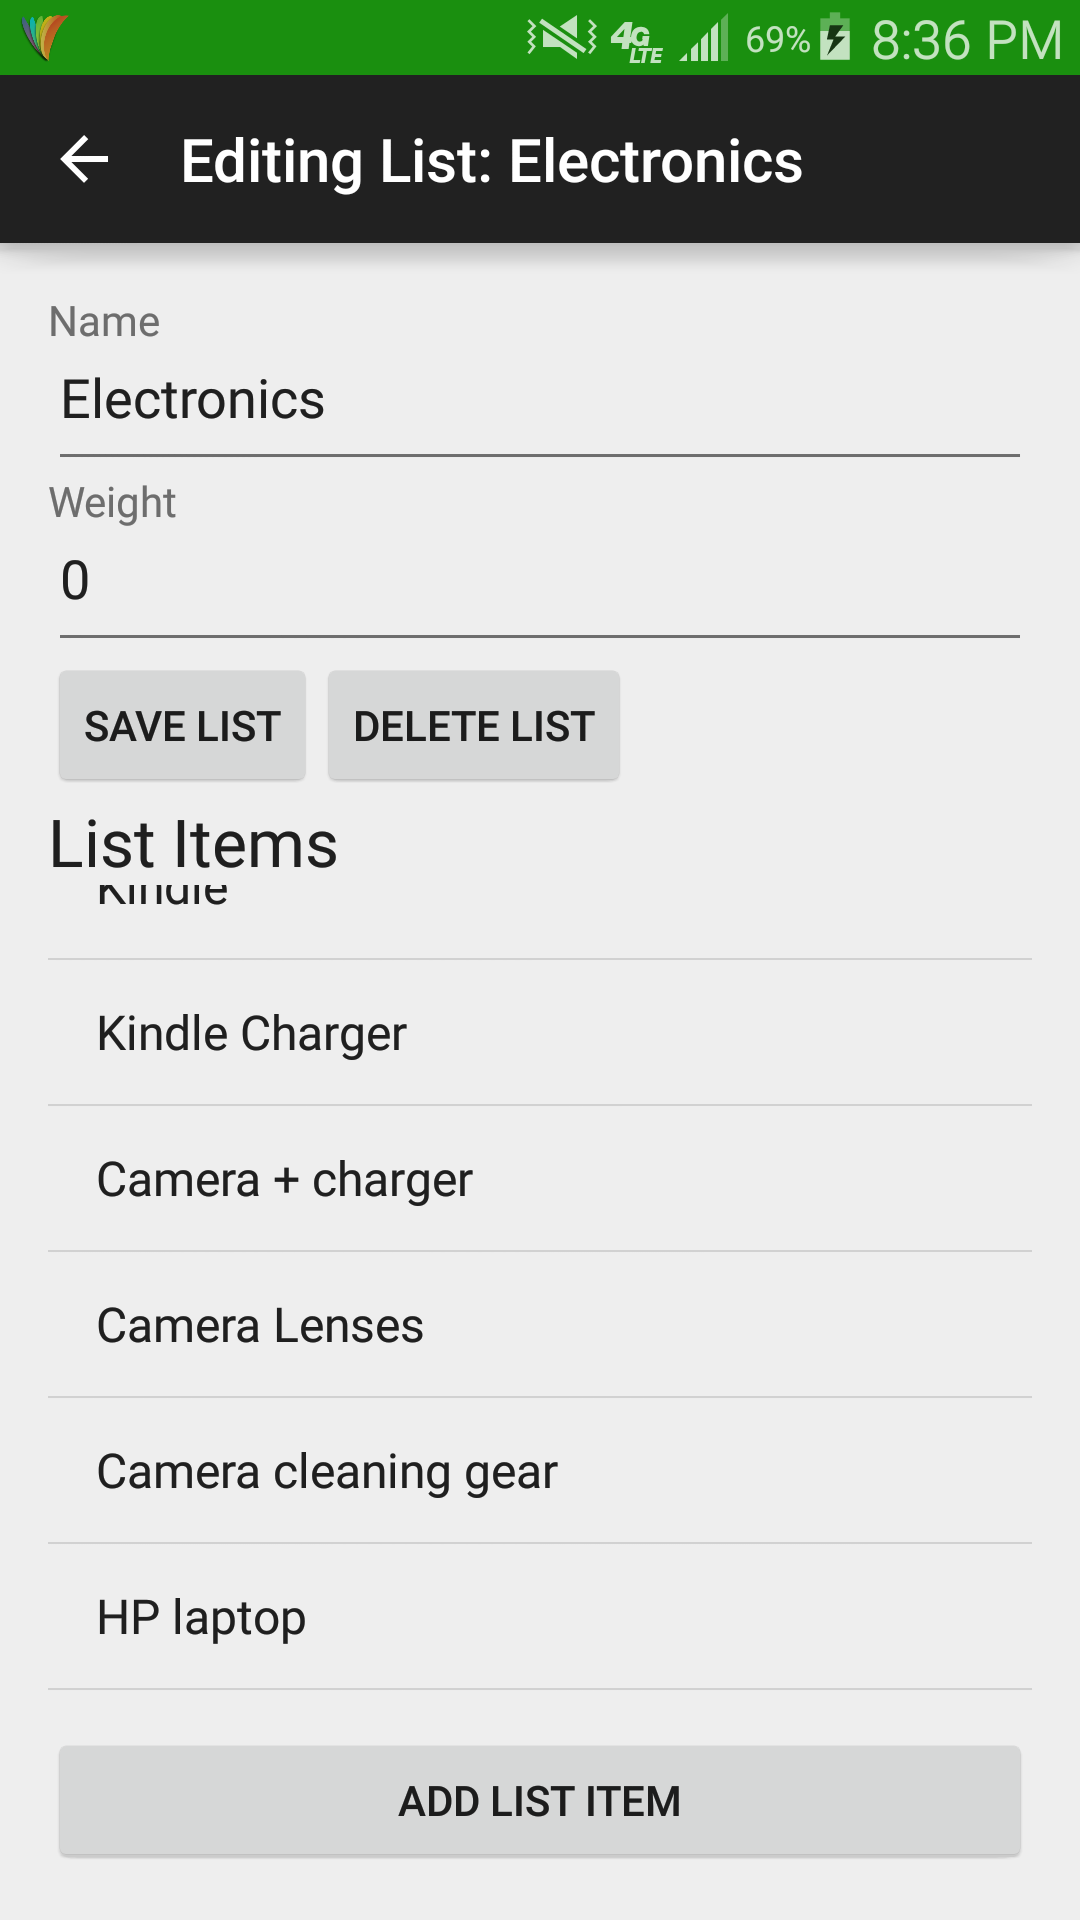 4G LTE 69% 8:36 PM
Editing List: Electronics
Name
Electronics
Weight
0
SAVE LIST DELETE LIST
List Items
Kindle
Kindle Charger
Camera + charger
Camera Lenses
Camera cleaning gear
HP laptop
ADD LIST ITEM